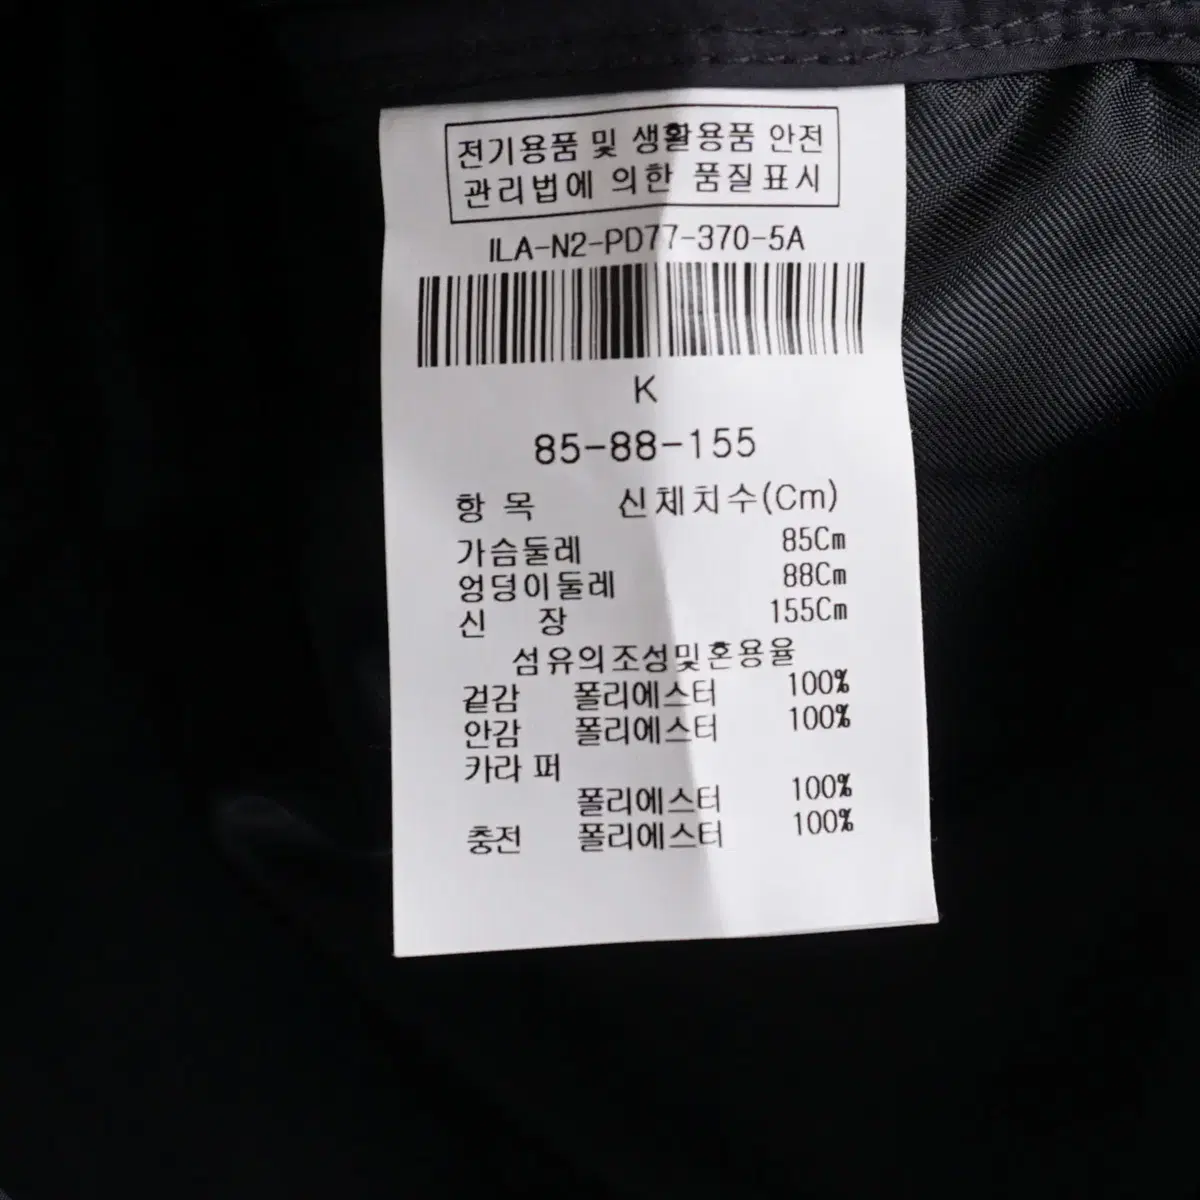 전기용품 및 생활용품 안전
관리법에 의한 품질표시
ILA-N2-PD77-370-5A
K
85-88-155
항 목 신체치수(Cm)
가슴둘레 85Cm
엉덩이둘레 88Cm
신 장 155Cm
섬유의조성및혼용율
겉감 폴리에스터 100%
안감 폴리에스터 100%
카라 퍼
폴리에스터 100%
충전 폴리에스터 100%